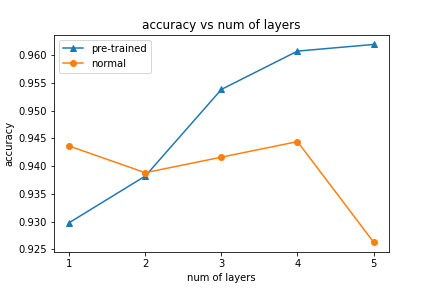 accuracy vs num of layers
pre-trained
normal
accuracy
0.960
0.955
0.950
0.945
0.940
0.935
0.930
0.925
1 2 3 4 5
num of layers